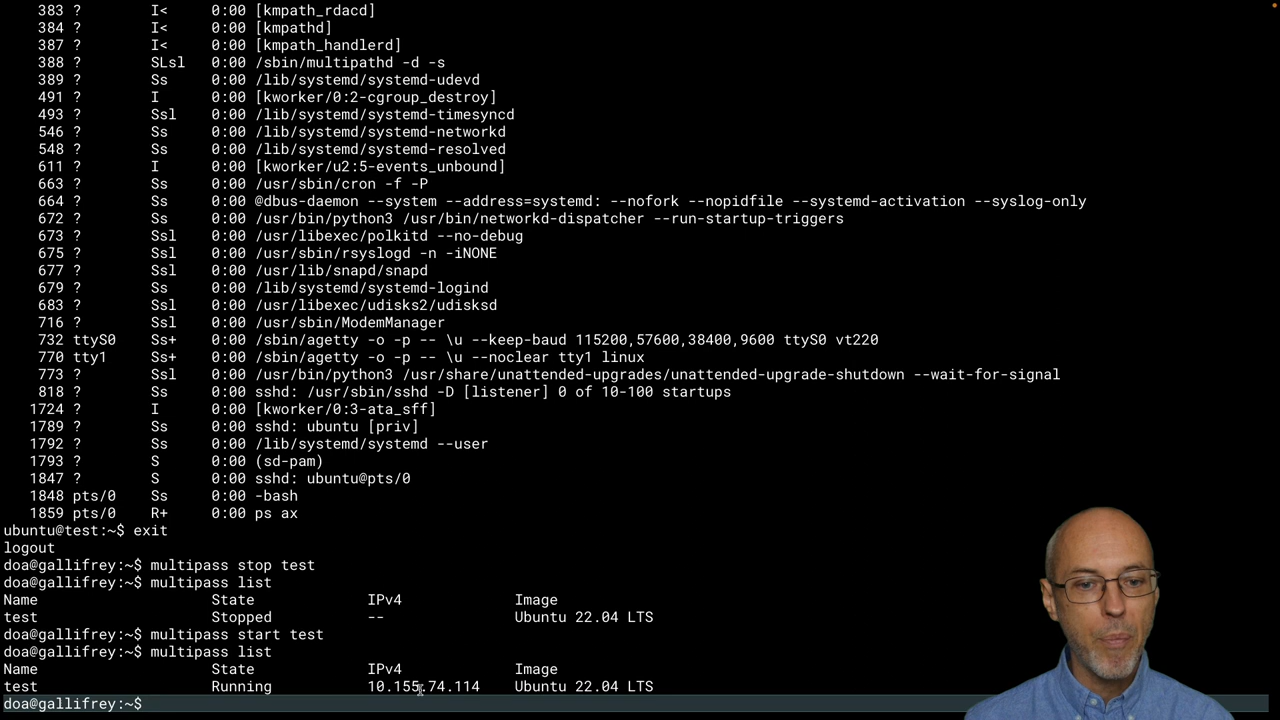 383 ? I< 0:00 [kmpath_rdacd]
384 ? I< 0:00 [kmpathd]
387 ? I< 0:00 [kmpath_handlerd]
388 ? SLsl 0:00 /sbin/multipathd -d -s
389 ? Ss 0:00 /lib/systemd/systemd-udevd
491 ? I 0:00 [kworker/0:2-cgroup_destroy]
493 ? Ssl 0:00 /lib/systemd/systemd-timesyncd
546 ? Ss 0:00 /lib/systemd/systemd-networkd
548 ? Ss 0:00 /lib/systemd/systemd-resolved
611 ? I 0:00 [kworker/u2:5-events_unbound]
663 ? Ss 0:00 /usr/sbin/cron -f -P
664 ? Ss 0:00 @dbus-daemon --system --address=systemd: --nofork --nopidfile --systemd-activation --syslog-only
672 ? Ss 0:00 /usr/bin/python3 /usr/bin/networkd-dispatcher --run-startup-triggers
673 ? Ssl 0:00 /usr/libexec/polkitd --no-debug
675 ? Ssl 0:00 /usr/sbin/rsyslogd -n -iNONE
677 ? Ssl 0:00 /usr/lib/snapd/snapd
679 ? Ss 0:00 /lib/systemd/systemd-logind
683 ? Ssl 0:00 /usr/libexec/udisks2/udisksd
716 ? Ssl 0:00 /usr/sbin/ModemManager
732 ttyS0 Ss+ 0:00 /sbin/agetty -o -p -- \u --keep-baud 115200,57600,38400,9600 ttyS0 vt220
770 tty1 Ss+ 0:00 /sbin/agetty -o -p -- \u --noclear tty1 linux
773 ? Ssl 0:00 /usr/bin/python3 /usr/share/unattended-upgrades/unattended-upgrade-shutdown --wait-for-signal
818 ? Ss 0:00 sshd: /usr/sbin/sshd -D [listener] 0 of 10-100 startups
1724 ? I 0:00 [kworker/0:3-ata_sff]
1789 ? Ss 0:00 sshd: ubuntu [priv]
1792 ? Ss 0:00 /lib/systemd/systemd --user
1793 ? S 0:00 (sd-pam)
1847 ? S 0:00 sshd: ubuntu@pts/0
1848 pts/0 Ss 0:00 -bash
1859 pts/0 R+ 0:00 ps ax
ubuntu@test:~$ exit
logout
doa@gallifrey:~$ multipass stop test
doa@gallifrey:~$ multipass list
Name State IPv4 Image
test Stopped -- Ubuntu 22.04 LTS
doa@gallifrey:~$ multipass start test
doa@gallifrey:~$ multipass list
Name State IPv4 Image
test Running 10.155.74.114 Ubuntu 22.04 LTS
doa@gallifrey:~$